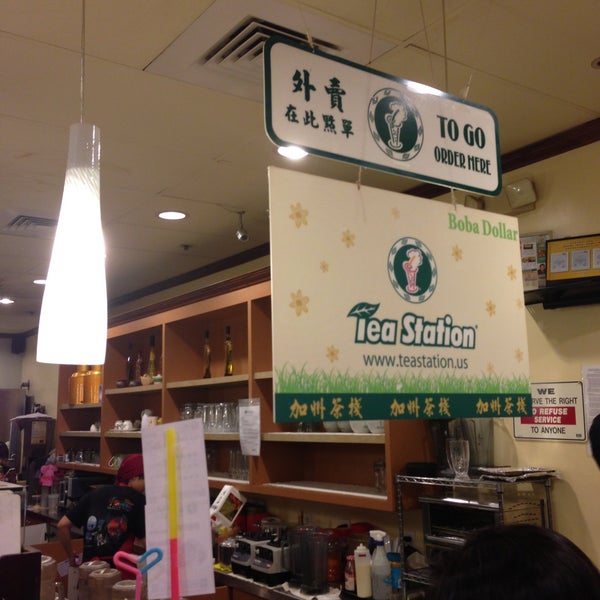 外賣
在此點單
TO GO
ORDER HERE
Boba Dollar
Tea Station
www.teastation.us
加州茶棧 加州茶棧 加州茶棧
WE
RVE THE RIGHT
O REFUSE
SERVICE
TO ANYONE